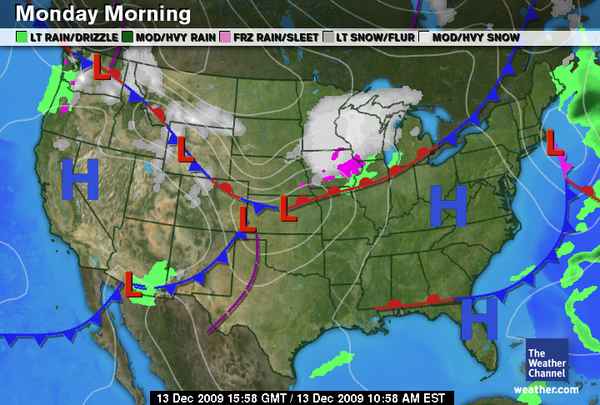 Monday Morning
LT RAIN/DRIZZLE MOD/HVY RAIN FRZ RAIN/SLEET LT SNOW/FLUR MOD/HVY SNOW
L
L
L
H
H
L
L
L
H
The
Weather
Channel
weather.com
13 Dec 2009 15:58 GMT / 13 Dec 2009 10:58 AM EST